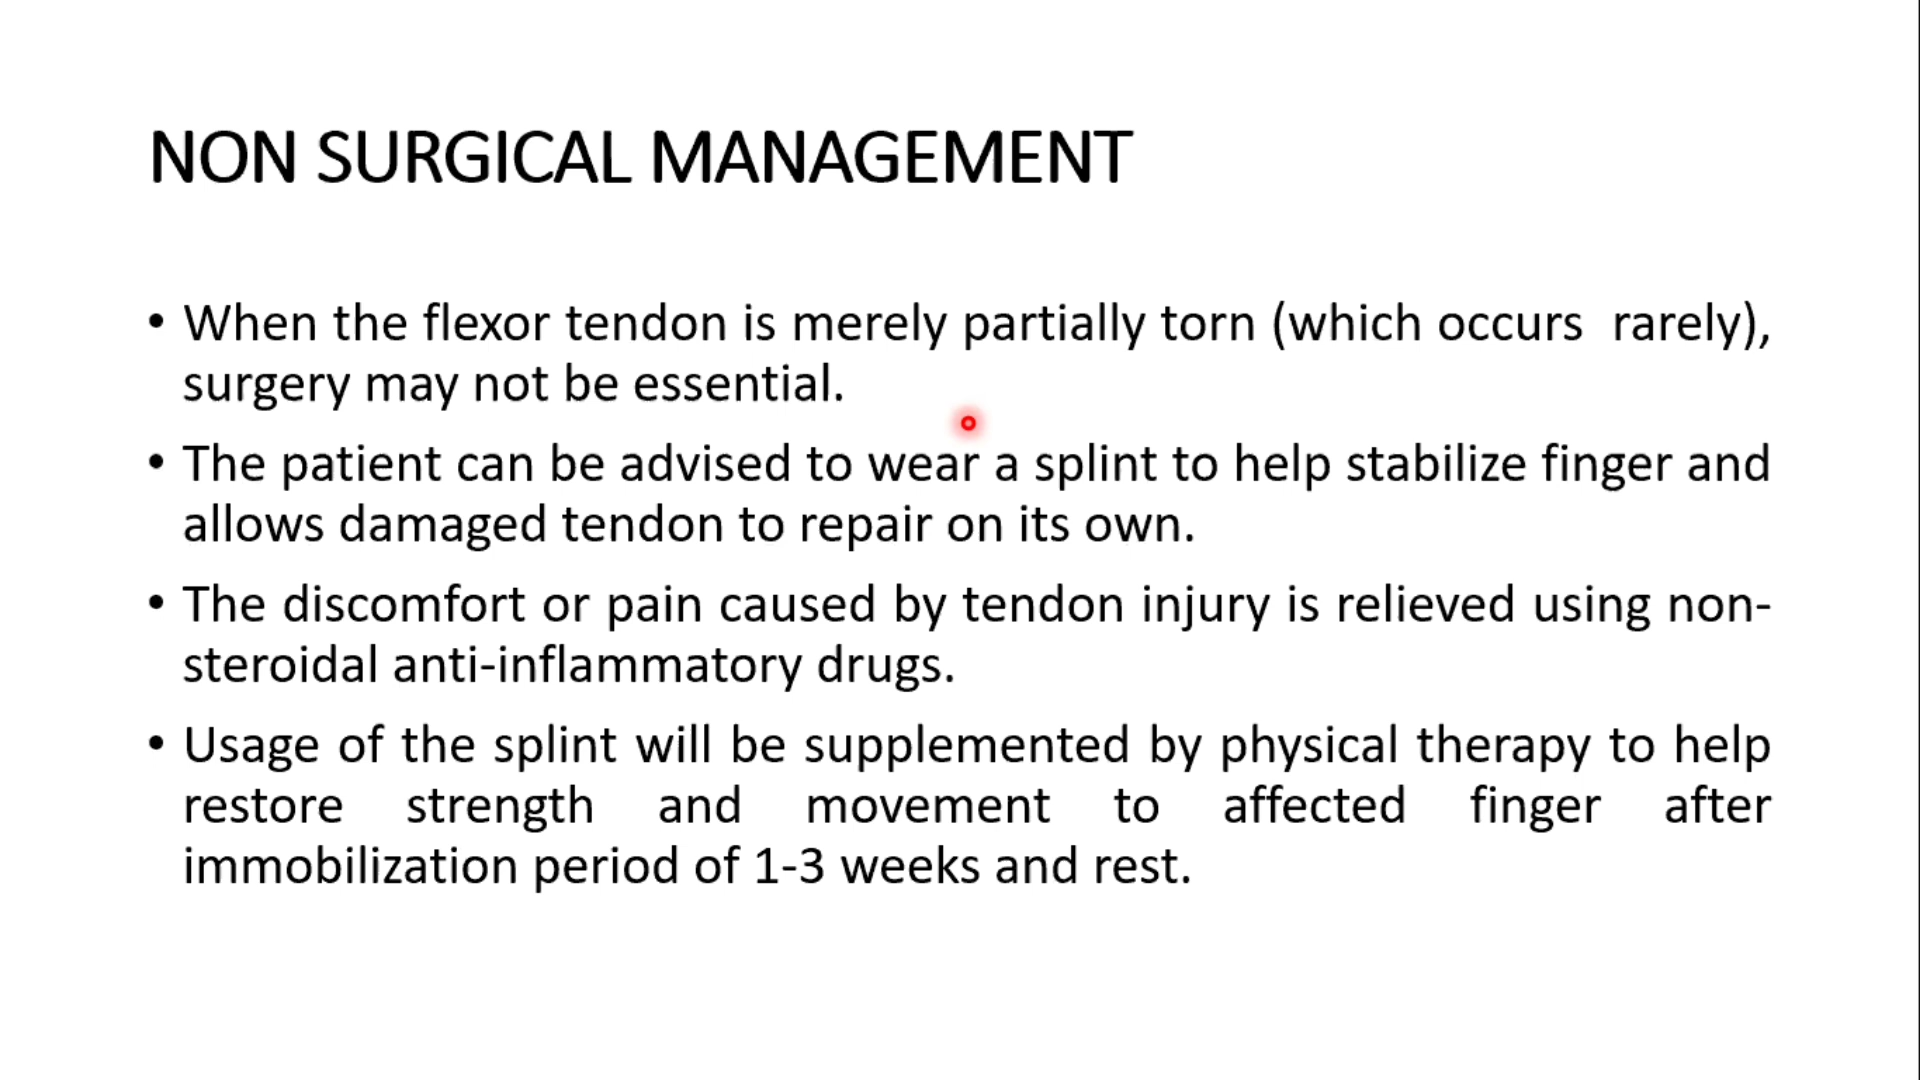 NON SURGICAL MANAGEMENT
• When the flexor tendon is merely partially torn (which occurs  rarely),
surgery may not be essential.
• The patient can be advised to wear a splint to help stabilize finger and
allows damaged tendon to repair on its own.
• The discomfort or pain caused by tendon injury is relieved using non-
steroidal anti-inflammatory drugs.
• Usage of the splint will be supplemented by physical therapy to help
restore strength and movement to affected finger after
immobilization period of 1-3 weeks and rest.